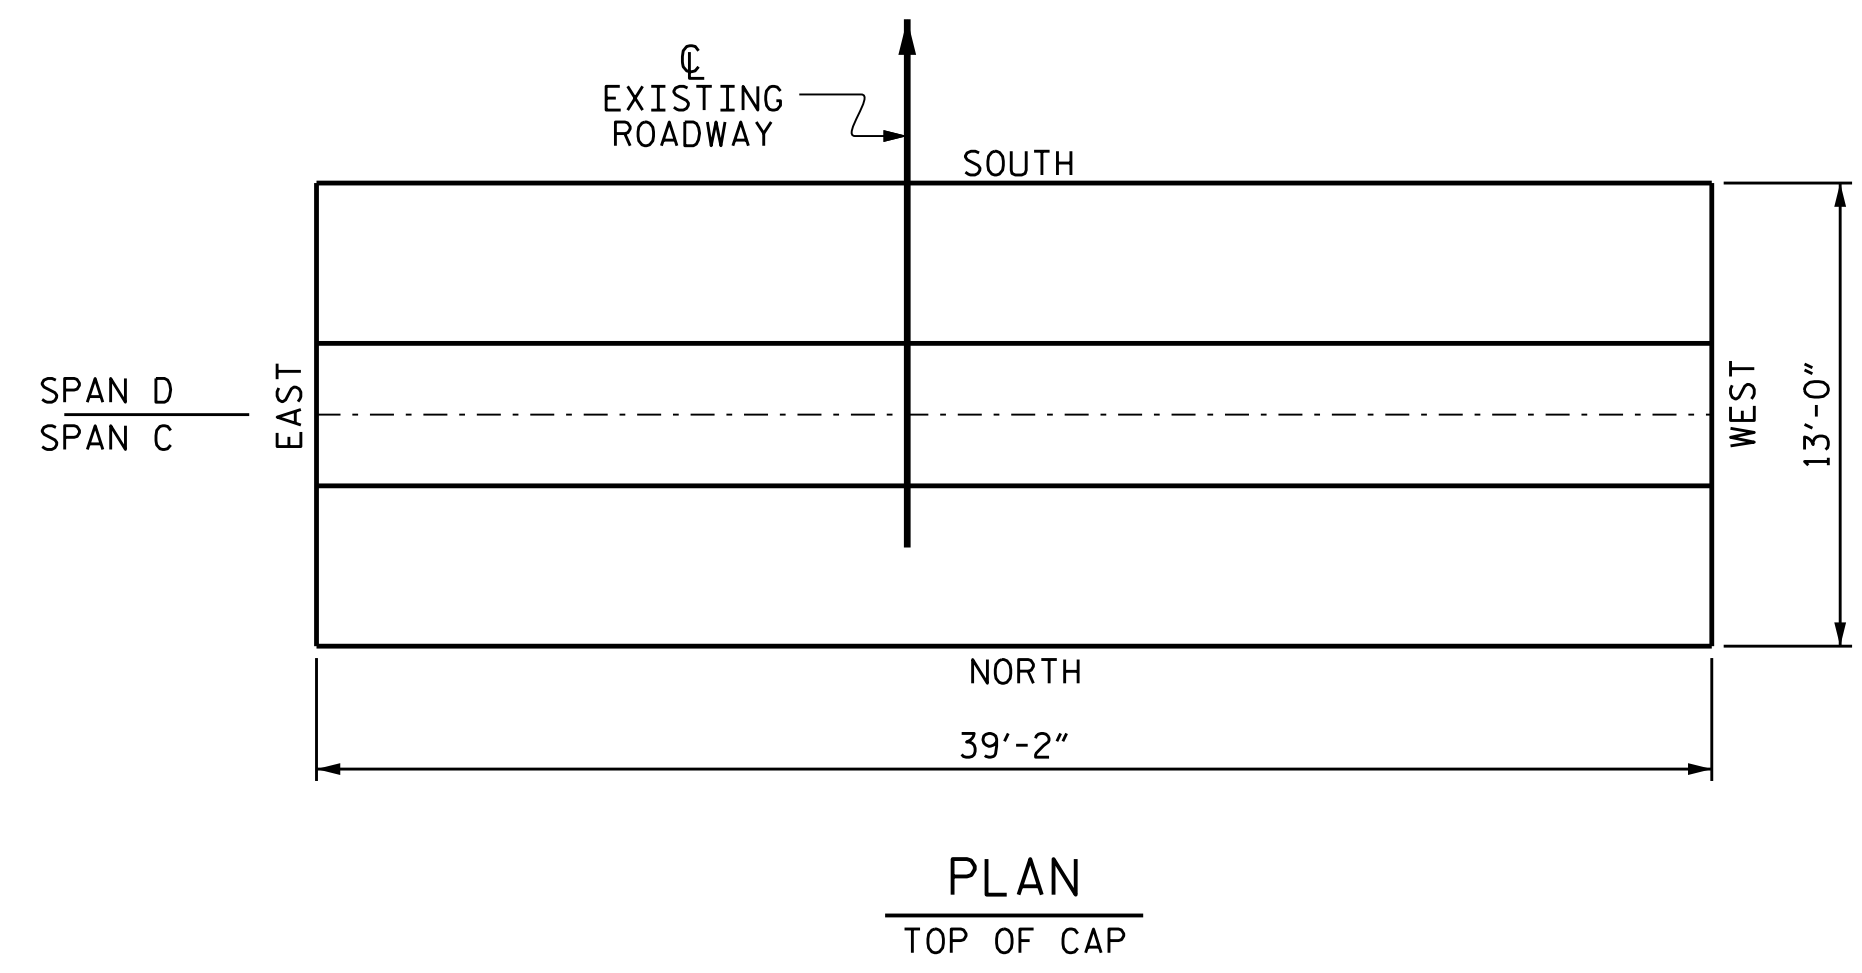 ℄
EXISTING
ROADWAY
SOUTH
SPAN D
SPAN C
EAST
WEST
13'-0"
NORTH
39'-2"
PLAN
TOP OF CAP